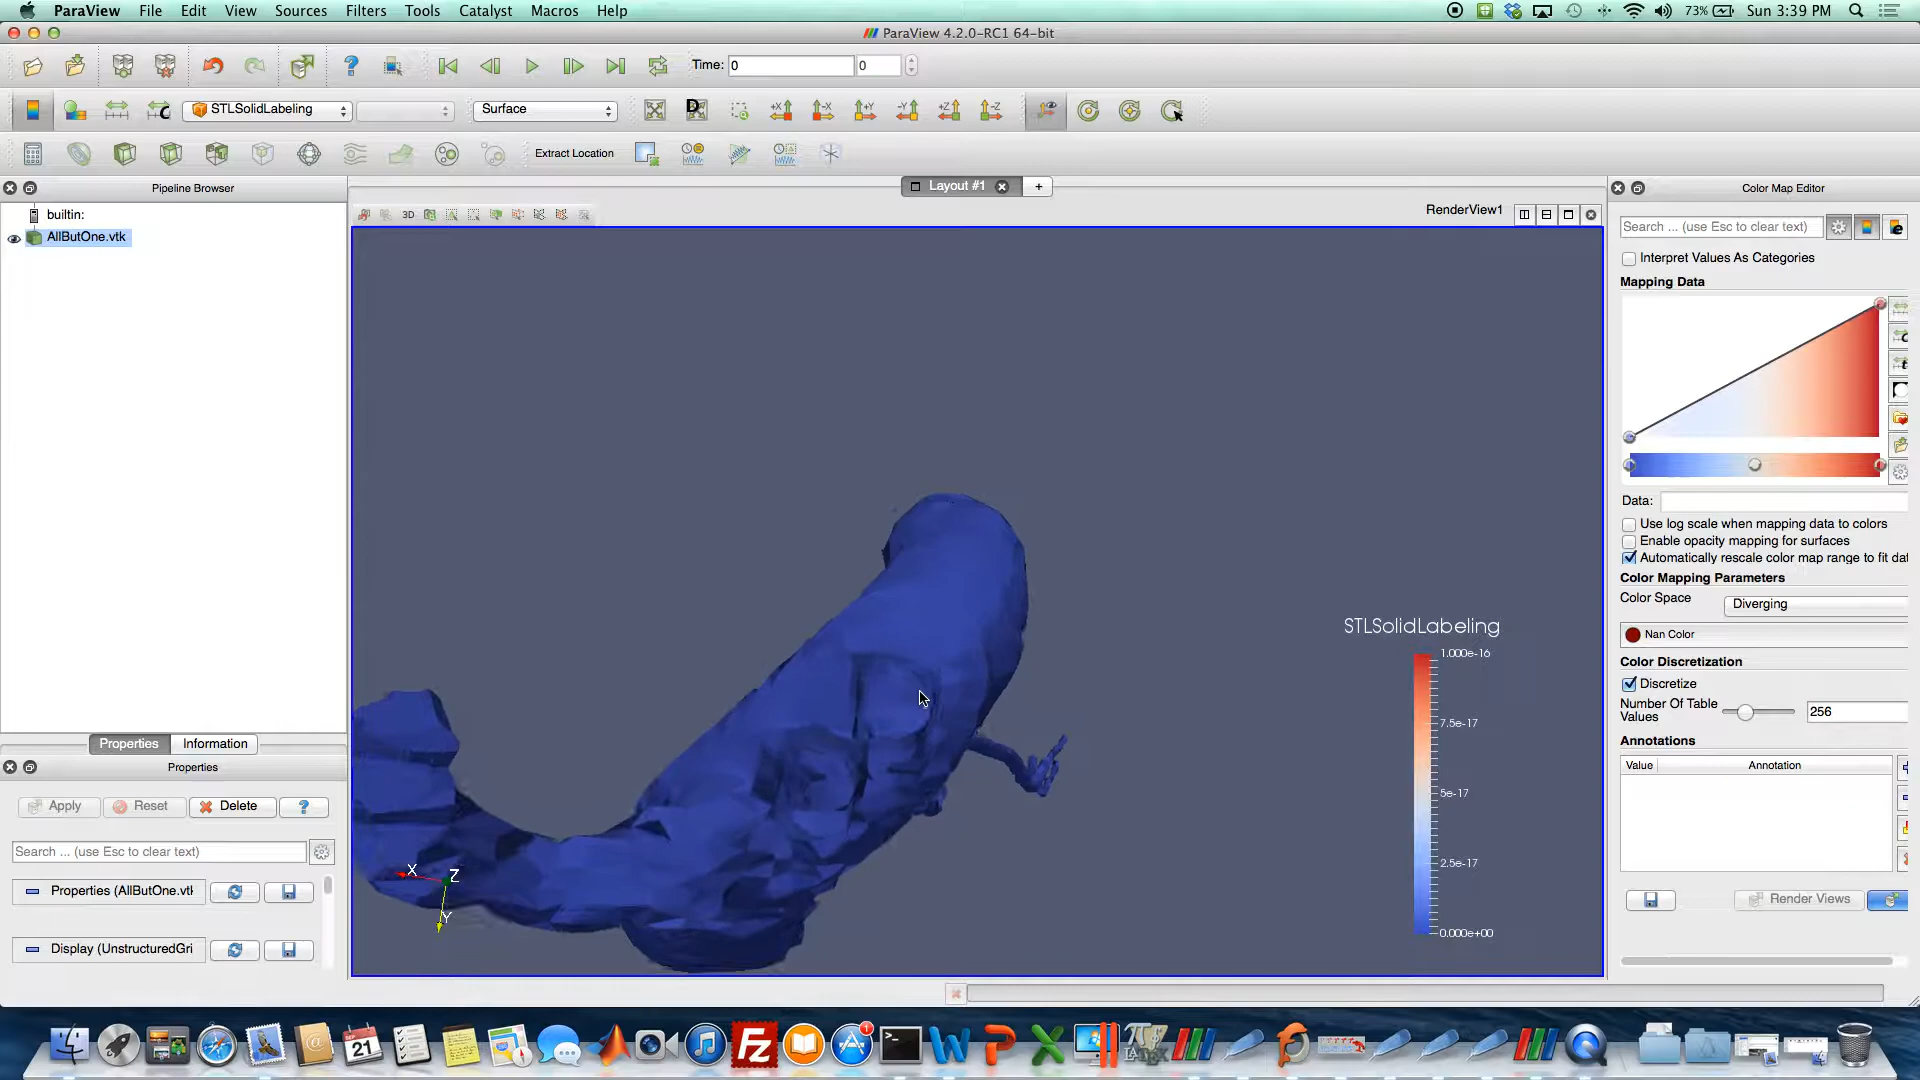 ParaView File Edit View Sources Filters Tools Catalyst Macros Help
73% Sun 3:39 PM
ParaView 4.2.0-RC1 64-bit
Time: 0 0
STLSolidLabeling Surface
+X -X +Y -Y +Z -Z
Extract Location
Pipeline Browser
builtin:
AllButOne.vtk
Layout #1 +
3D
RenderView1
STLSolidLabeling
1.000e-16
7.5e-17
5e-17
2.5e-17
0.000e+00
X Z
Y
Properties Information
Properties
Apply Reset Delete ?
Search ... (use Esc to clear text)
Properties (AllButOne.vtk
Display (UnstructuredGri
Color Map Editor
Search ... (use Esc to clear text)
Interpret Values As Categories
Mapping Data
Data:
Use log scale when mapping data to colors
Enable opacity mapping for surfaces
Automatically rescale color map range to fit dat
Color Mapping Parameters
Color Space Diverging
Nan Color
Color Discretization
Discretize
Number Of Table
Values 256
Annotations
Value Annotation
Render Views
SEP
21
Fz
1
W P X